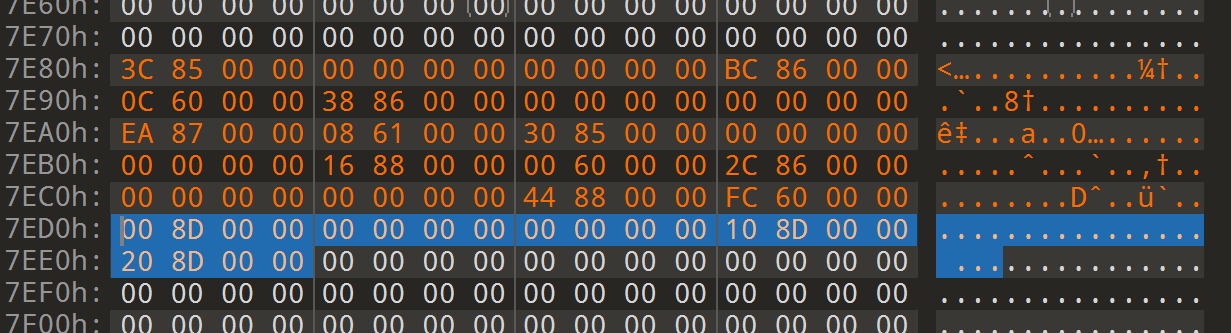 7E60h: 00 00 00 00 00 00 00 00 00 00 00 00 00 00 00 00 ................
7E70h: 00 00 00 00 00 00 00 00 00 00 00 00 00 00 00 00 ................
7E80h: 3C 85 00 00 00 00 00 00 00 00 00 00 BC 86 00 00 <…..........¼†..
7E90h: 0C 60 00 00 38 86 00 00 00 00 00 00 00 00 00 00 .`..8†..........
7EA0h: EA 87 00 00 08 61 00 00 30 85 00 00 00 00 00 00 ê‡...a..0…......
7EB0h: 00 00 00 00 16 88 00 00 00 60 00 00 2C 86 00 00 .....ˆ...`..,†..
7EC0h: 00 00 00 00 00 00 00 00 44 88 00 00 FC 60 00 00 ........Dˆ..ü`..
7ED0h: 00 8D 00 00 00 00 00 00 00 00 00 00 10 8D 00 00 ................
7EE0h: 20 8D 00 00 00 00 00 00 00 00 00 00 00 00 00 00  ...............
7EF0h: 00 00 00 00 00 00 00 00 00 00 00 00 00 00 00 00 ................
7F00h: 00 00 00 00 00 00 00 00 00 00 00 00 00 00 00 00 ................